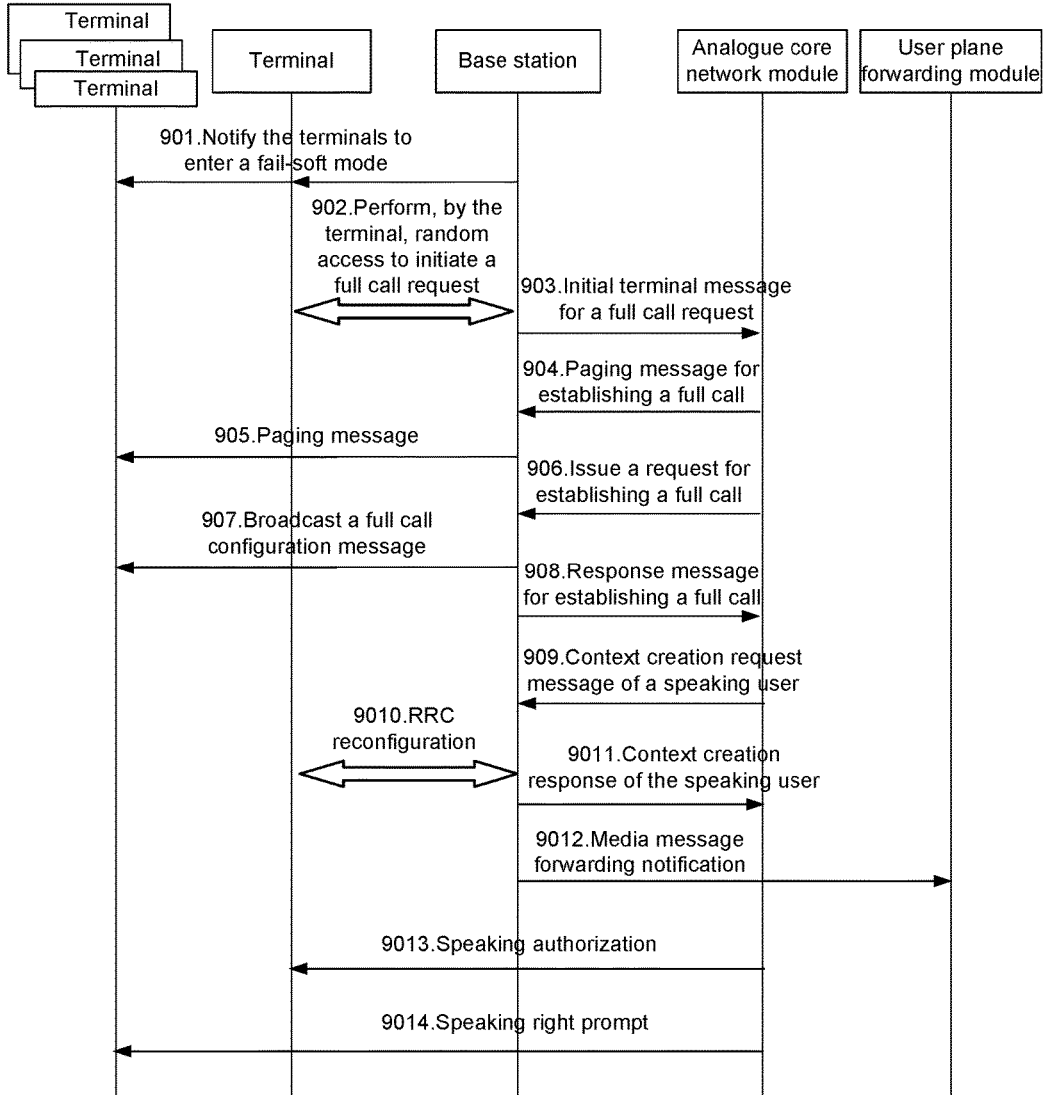 Terminal
Terminal
Terminal
Terminal
Base station
Analogue core
network module
User plane
forwarding module
901.Notify the terminals to
enter a fail-soft mode
902.Perform, by the
terminal, random
access to initiate a
full call request
903.Initial terminal message
for a full call request
904.Paging message for
establishing a full call
905.Paging message
906.Issue a request for
establishing a full call
907.Broadcast a full call
configuration message
908.Response message
for establishing a full call
909.Context creation request
message of a speaking user
9010.RRC
reconfiguration
9011.Context creation
response of the speaking user
9012.Media message
forwarding notification
9013.Speaking authorization
9014.Speaking right prompt